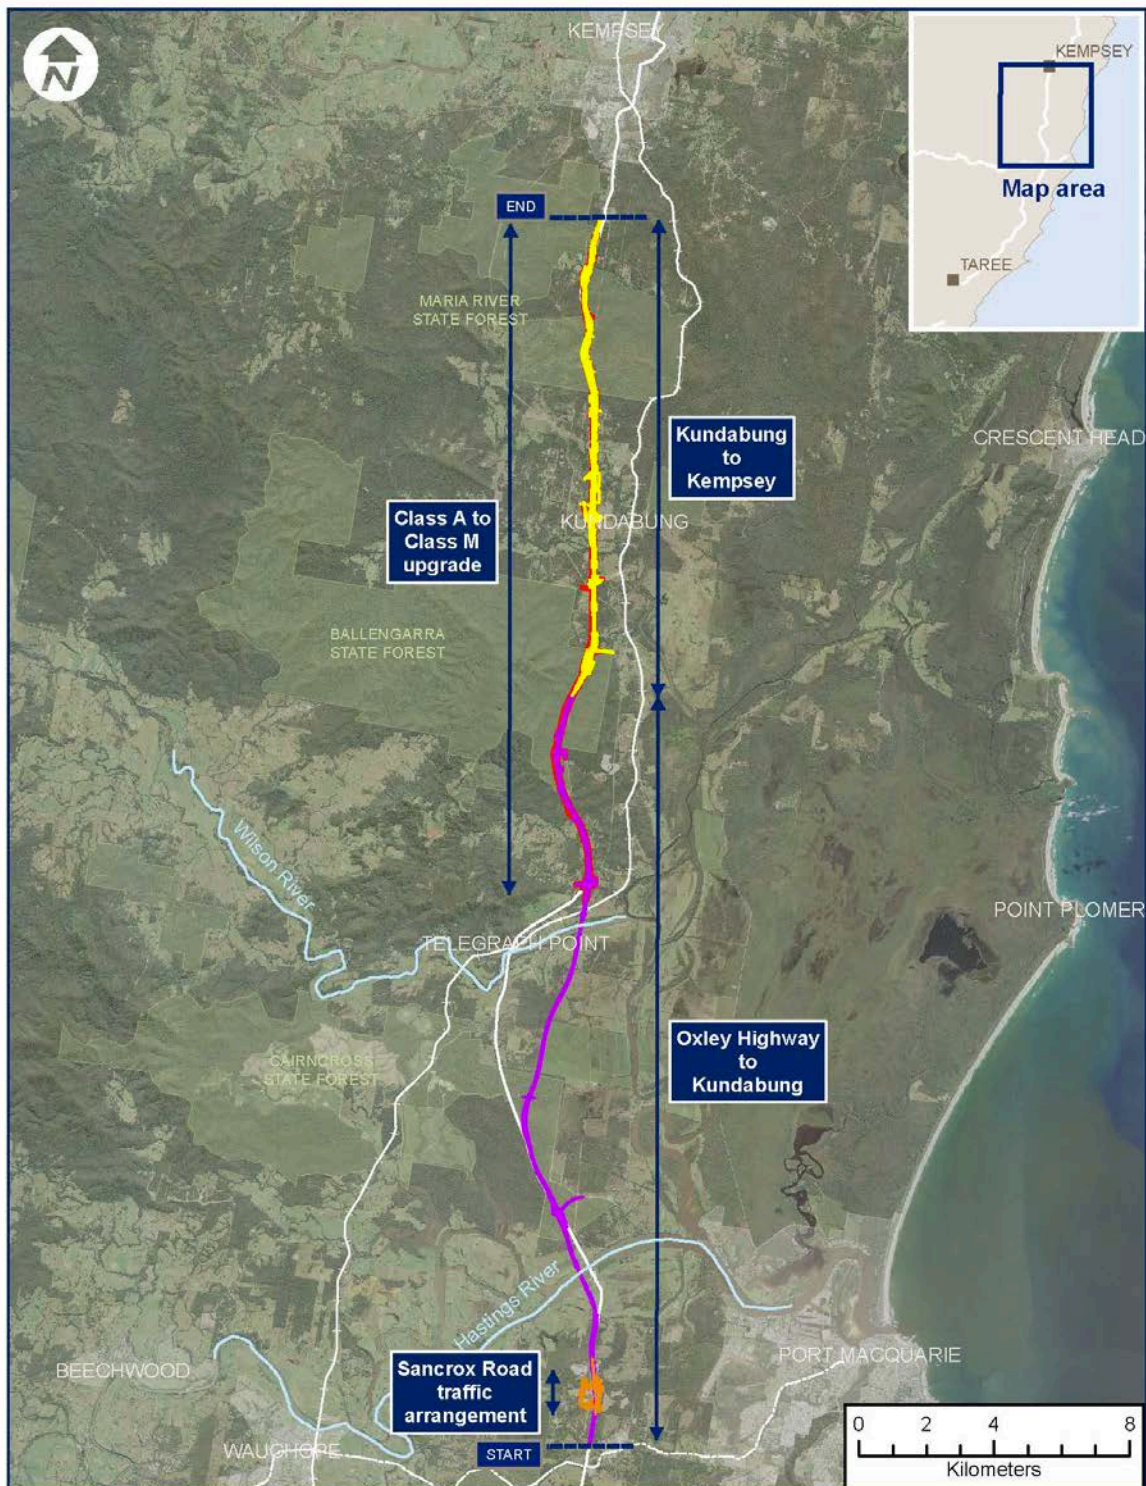 KEMPSEY
N
KEMPSEY
Map area
TAREE
END
MARIA RIVER
STATE FOREST
CRESCENT HEAD
Kundabung
to
Kempsey
Class A to
Class M
upgrade
KUNDABUNG
BALLENGARRA
STATE FOREST
Wilson River
POINT PLOMER
TELEGRAPH POINT
Oxley Highway
to
Kundabung
CAIRNCROSS
STATE FOREST
Hastings River
BEECHWOOD
PORT MACQUARIE
Sancrox Road
traffic
arrangement
WAUCHOPE
START
0 2 4 8
Kilometers